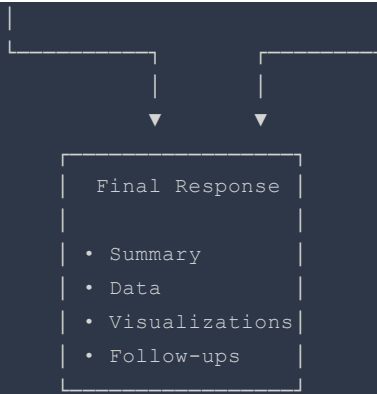 Final Response
• Summary
• Data
• Visualizations
• Follow-ups